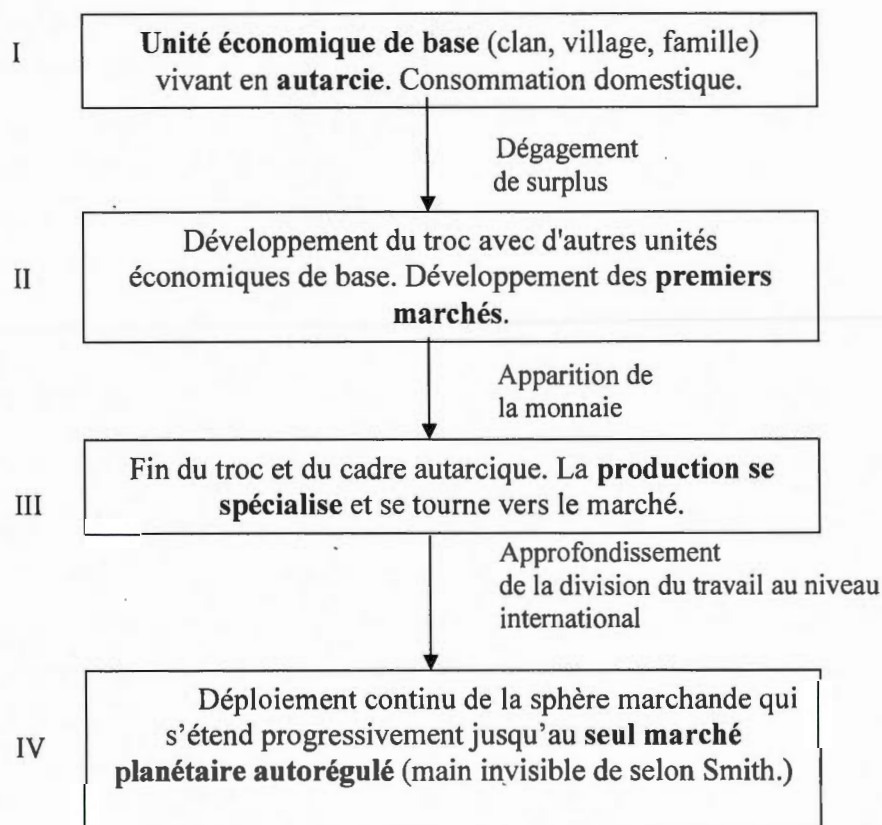 I
Unité économique de base (clan, village, famille)
vivant en autarcie. Consommation domestique.
Dégagement
de surplus
II
Développement du troc avec d'autres unités
économiques de base. Développement des premiers
marchés.
Apparition de
la monnaie
III
Fin du troc et du cadre autarcique. La production se
spécialise et se tourne vers le marché.
Approfondissement
de la division du travail au niveau
international
IV
Déploiement continu de la sphère marchande qui
s'étend progressivement jusqu'au seul marché
planétaire autorégulé (main invisible de selon Smith.)